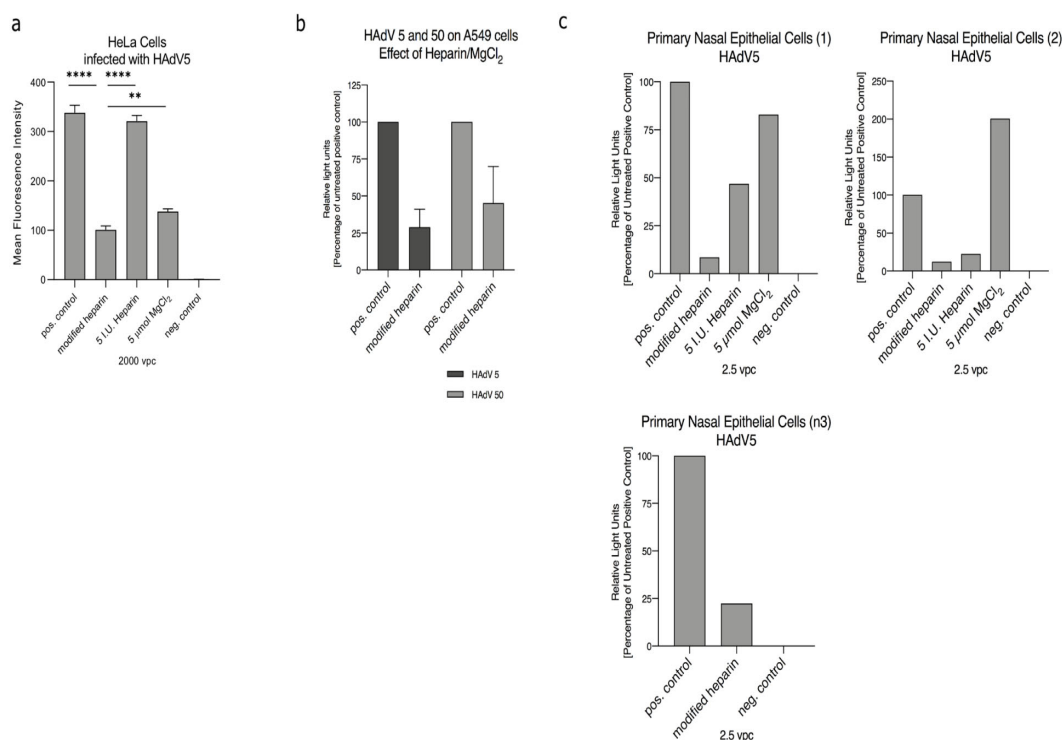 a
HeLa Cells
infected with HAdV5
****
****
**
Mean Fluorescence Intensity
400
300
200
100
0
pos. control
modified heparin
5 I.U. Heparin
5 µmol MgCl2
neg. control
2000 vpc
b
HAdV 5 and 50 on A549 cells
Effect of Heparin/MgCl2
Relative light units
[Percentage of untreated positive control]
125
100
75
50
25
0
pos. control
modified heparin
pos. control
modified heparin
HAdV 5
HAdV 50
c
Primary Nasal Epithelial Cells (1)
HAdV5
Relative Light Units
[Percentage of Untreated Positive Control]
100
75
50
25
0
pos. control
modified heparin
5 I.U. Heparin
5 µmol MgCl2
neg. control
2.5 vpc
Primary Nasal Epithelial Cells (2)
HAdV5
Relative Light Units
[Percentage of Untreated Positive Control]
250
200
150
100
50
0
pos. control
modified heparin
5 I.U. Heparin
5 µmol MgCl2
neg. control
2.5 vpc
Primary Nasal Epithelial Cells (n3)
HAdV5
Relative Light Units
[Percentage of Untreated Positive Control]
100
50
25
0
pos. control
modified heparin
neg. control
2.5 vpc